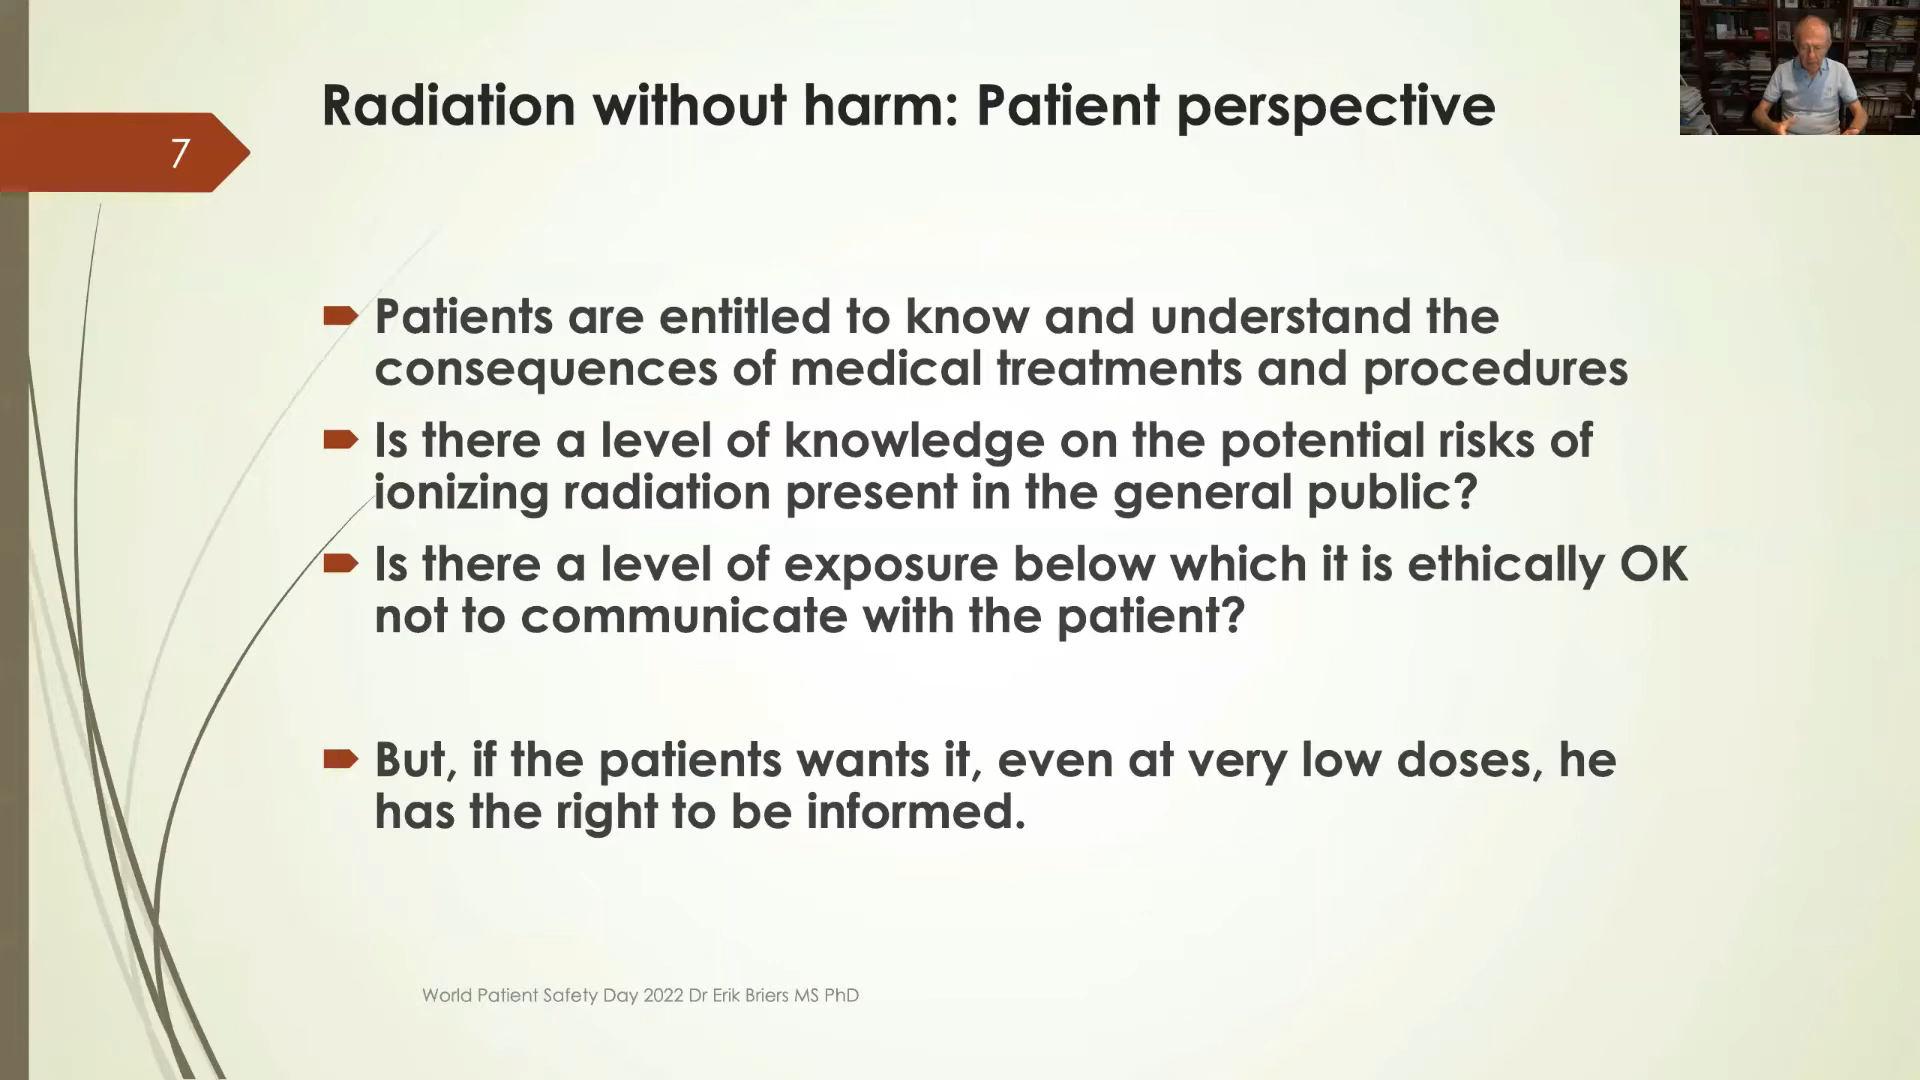 Radiation without harm: Patient perspective
7
Patients are entitled to know and understand the
consequences of medical treatments and procedures
Is there a level of knowledge on the potential risks of
ionizing radiation present in the general public?
Is there a level of exposure below which it is ethically OK
not to communicate with the patient?
But, if the patients wants it, even at very low doses, he
has the right to be informed.
World Patient Safety Day 2022 Dr Erik Briers MS PhD